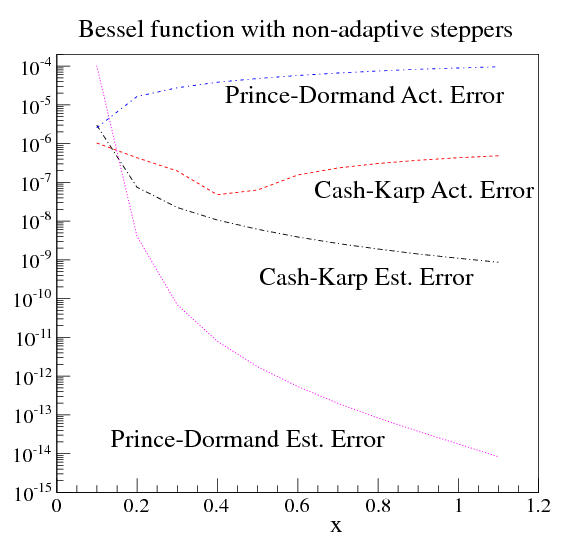 Bessel function with non-adaptive steppers
10⁻⁴
Prince-Dormand Act. Error
10⁻⁵
10⁻⁶
10⁻⁷
Cash-Karp Act. Error
10⁻⁸
10⁻⁹
Cash-Karp Est. Error
10⁻¹⁰
10⁻¹¹
10⁻¹²
10⁻¹³
Prince-Dormand Est. Error
10⁻¹⁴
10⁻¹⁵
0 0.2 0.4 0.6 0.8 1 1.2
x